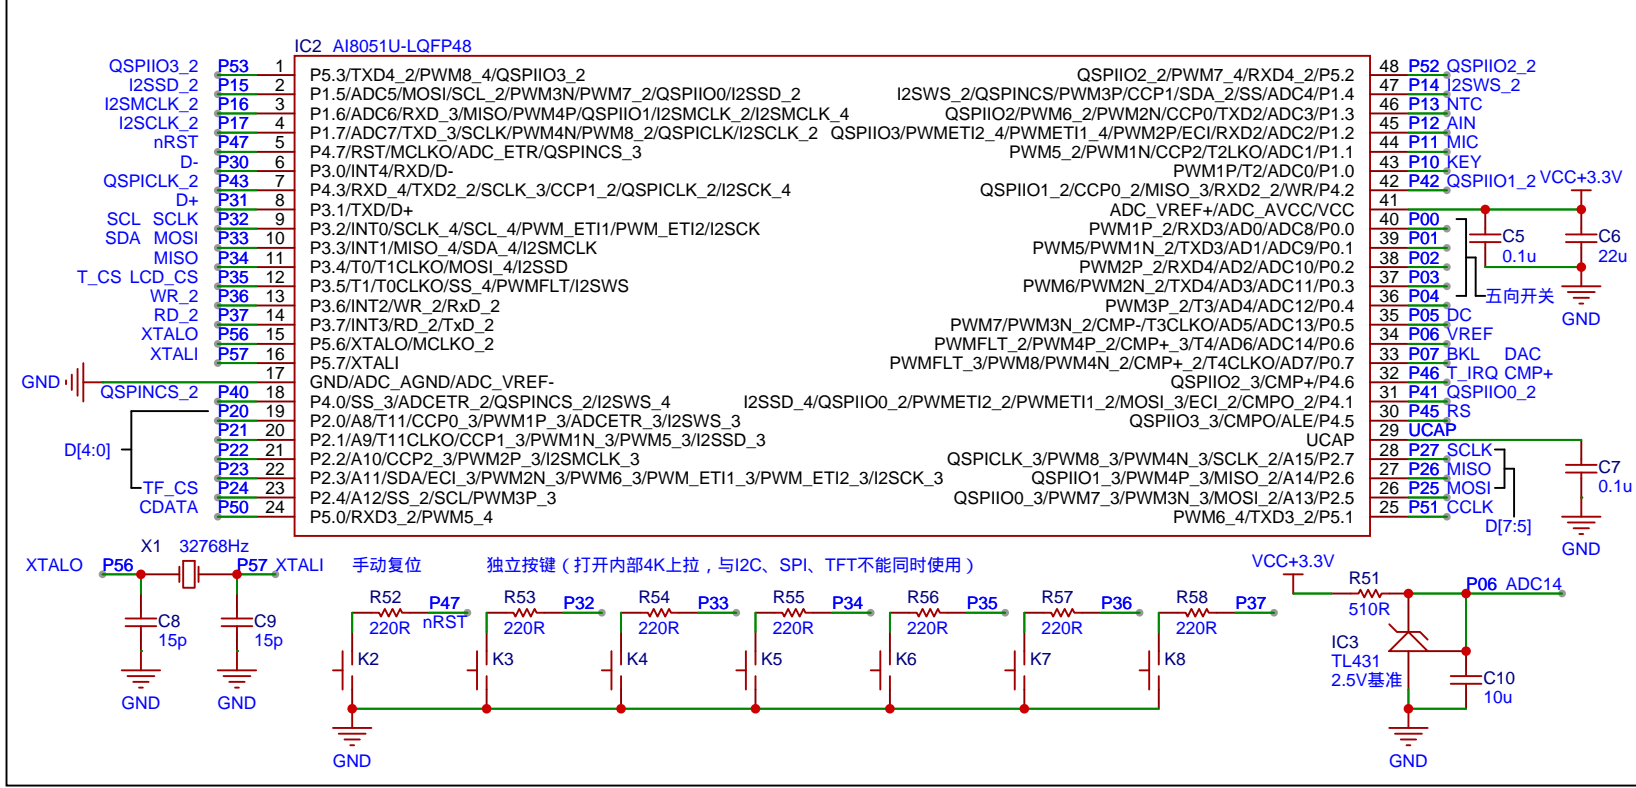 IC2 AI8051U-LQFP48
QSPIIO3_2 P53 1 P5.3/TXD4_2/PWM8_4/QSPIIO3_2
I2SSD_2 P15 2 P1.5/ADC5/MOSI/SCL_2/PWM3N/PWM7_2/QSPIIO0/I2SSD_2
I2SMCLK_2 P16 3 P1.6/ADC6/RXD_3/MISO/PWM4P/QSPIIO1/I2SMCLK_2/I2SMCLK_4
I2SCLK_2 P17 4 P1.7/ADC7/TXD_3/SCLK/PWM4N/PWM8_2/QSPICLK/I2SCLK_2
nRST P47 5 P4.7/RST/MCLKO/ADC_ETR/QSPINCS_3
D- P30 6 P3.0/INT4/RXD/D-
QSPICLK_2 P43 7 P4.3/RXD_4/TXD2_2/SCLK_3/CCP1_2/QSPICLK_2/I2SCK_4
D+ P31 8 P3.1/TXD/D+
SCL SCLK P32 9 P3.2/INT0/SCLK_4/SCL_4/PWM_ETI1/PWM_ETI2/I2SCK
SDA MOSI P33 10 P3.3/INT1/MISO_4/SDA_4/I2SMCLK
MISO P34 11 P3.4/T0/T1CLKO/MOSI_4/I2SSD
T_CS LCD_CS P35 12 P3.5/T1/T0CLKO/SS_4/PWMFLT/I2SWS
WR_2 P36 13 P3.6/INT2/WR_2/RxD_2
RD_2 P37 14 P3.7/INT3/RD_2/TxD_2
XTALO P56 15 P5.6/XTALO/MCLKO_2
XTALI P57 16 P5.7/XTALI
GND 17 GND/ADC_AGND/ADC_VREF-
QSPINCS_2 P40 18 P4.0/SS_3/ADCETR_2/QSPINCS_2/I2SWS_4
P20 19 P2.0/A8/T11/CCP0_3/PWM1P_3/ADCETR_3/I2SWS_3
P21 20 P2.1/A9/T11CLKO/CCP1_3/PWM1N_3/PWM5_3/I2SSD_3
D[4:0] P22 21 P2.2/A10/CCP2_3/PWM2P_3/I2SMCLK_3
P23 22 P2.3/A11/SDA/ECI_3/PWM2N_3/PWM6_3/PWM_ETI1_3/PWM_ETI2_3/I2SCK_3
TF_CS P24 23 P2.4/A12/SS_2/SCL/PWM3P_3
CDATA P50 24 P5.0/RXD3_2/PWM5_4
QSPIIO2_2/PWM7_4/RXD4_2/P5.2 48 P52 QSPIIO2_2
I2SWS_2/QSPINCS/PWM3P/CCP1/SDA_2/SS/ADC4/P1.4 47 P14 I2SWS_2
QSPIIO2/PWM6_2/PWM2N/CCP0/TXD2/ADC3/P1.3 46 P13 NTC
QSPIIO3/PWMETI2_4/PWMETI1_4/PWM2P/ECI/RXD2/ADC2/P1.2 45 P12 AIN
PWM5_2/PWM1N/CCP2/T2LKO/ADC1/P1.1 44 P11 MIC
PWM1P/T2/ADC0/P1.0 43 P10 KEY
QSPIIO1_2/CCP0_2/MISO_3/RXD2_2/WR/P4.2 42 P42 QSPIIO1_2 VCC+3.3V
ADC_VREF+/ADC_AVCC/VCC 41
PWM1P_2/RXD3/AD0/ADC8/P0.0 40 P00
PWM5/PWM1N_2/TXD3/AD1/ADC9/P0.1 39 P01
C5 0.1u
C6 22u
PWM2P_2/RXD4/AD2/ADC10/P0.2 38 P02
PWM6/PWM2N_2/TXD4/AD3/ADC11/P0.3 37 P03
PWM3P_2/T3/AD4/ADC12/P0.4 36 P04
五向开关
GND
PWM7/PWM3N_2/CMP-/T3CLKO/AD5/ADC13/P0.5 35 P05 DC
PWMFLT_2/PWM4P_2/CMP+_3/T4/AD6/ADC14/P0.6 34 P06 VREF
PWMFLT_3/PWM8/PWM4N_2/CMP+_2/T4CLKO/AD7/P0.7 33 P07 BKL DAC
QSPIIO2_3/CMP+/P4.6 32 P46 T_IRQ CMP+
I2SSD_4/QSPIIO0_2/PWMETI2_2/PWMETI1_2/MOSI_3/ECI_2/CMPO_2/P4.1 31 P41 QSPIIO0_2
QSPIIO3_3/CMPO/ALE/P4.5 30 P45 RS
UCAP 29 UCAP
QSPICLK_3/PWM8_3/PWM4N_3/SCLK_2/A15/P2.7 28 P27 SCLK
QSPIIO1_3/PWM4P_3/MISO_2/A14/P2.6 27 P26 MISO
QSPIIO0_3/PWM7_3/PWM3N_3/MOSI_2/A13/P2.5 26 P25 MOSI
PWM6_4/TXD3_2/P5.1 25 P51 CCLK
D[7:5]
C7 0.1u
GND
X1 32768Hz
XTALO P56 P57 XTALI
C8 15p
C9 15p
GND GND
手动复位 独立按键（打开内部4K上拉，与I2C、SPI、TFT不能同时使用）
R52 P47 R53 P32 R54 P33 R55 P34 R56 P35 R57 P36 R58 P37
220R nRST 220R 220R 220R 220R 220R 220R
K2 K3 K4 K5 K6 K7 K8
GND
VCC+3.3V
R51 P06 ADC14
510R
IC3
TL431
2.5V基准
C10
10u
GND